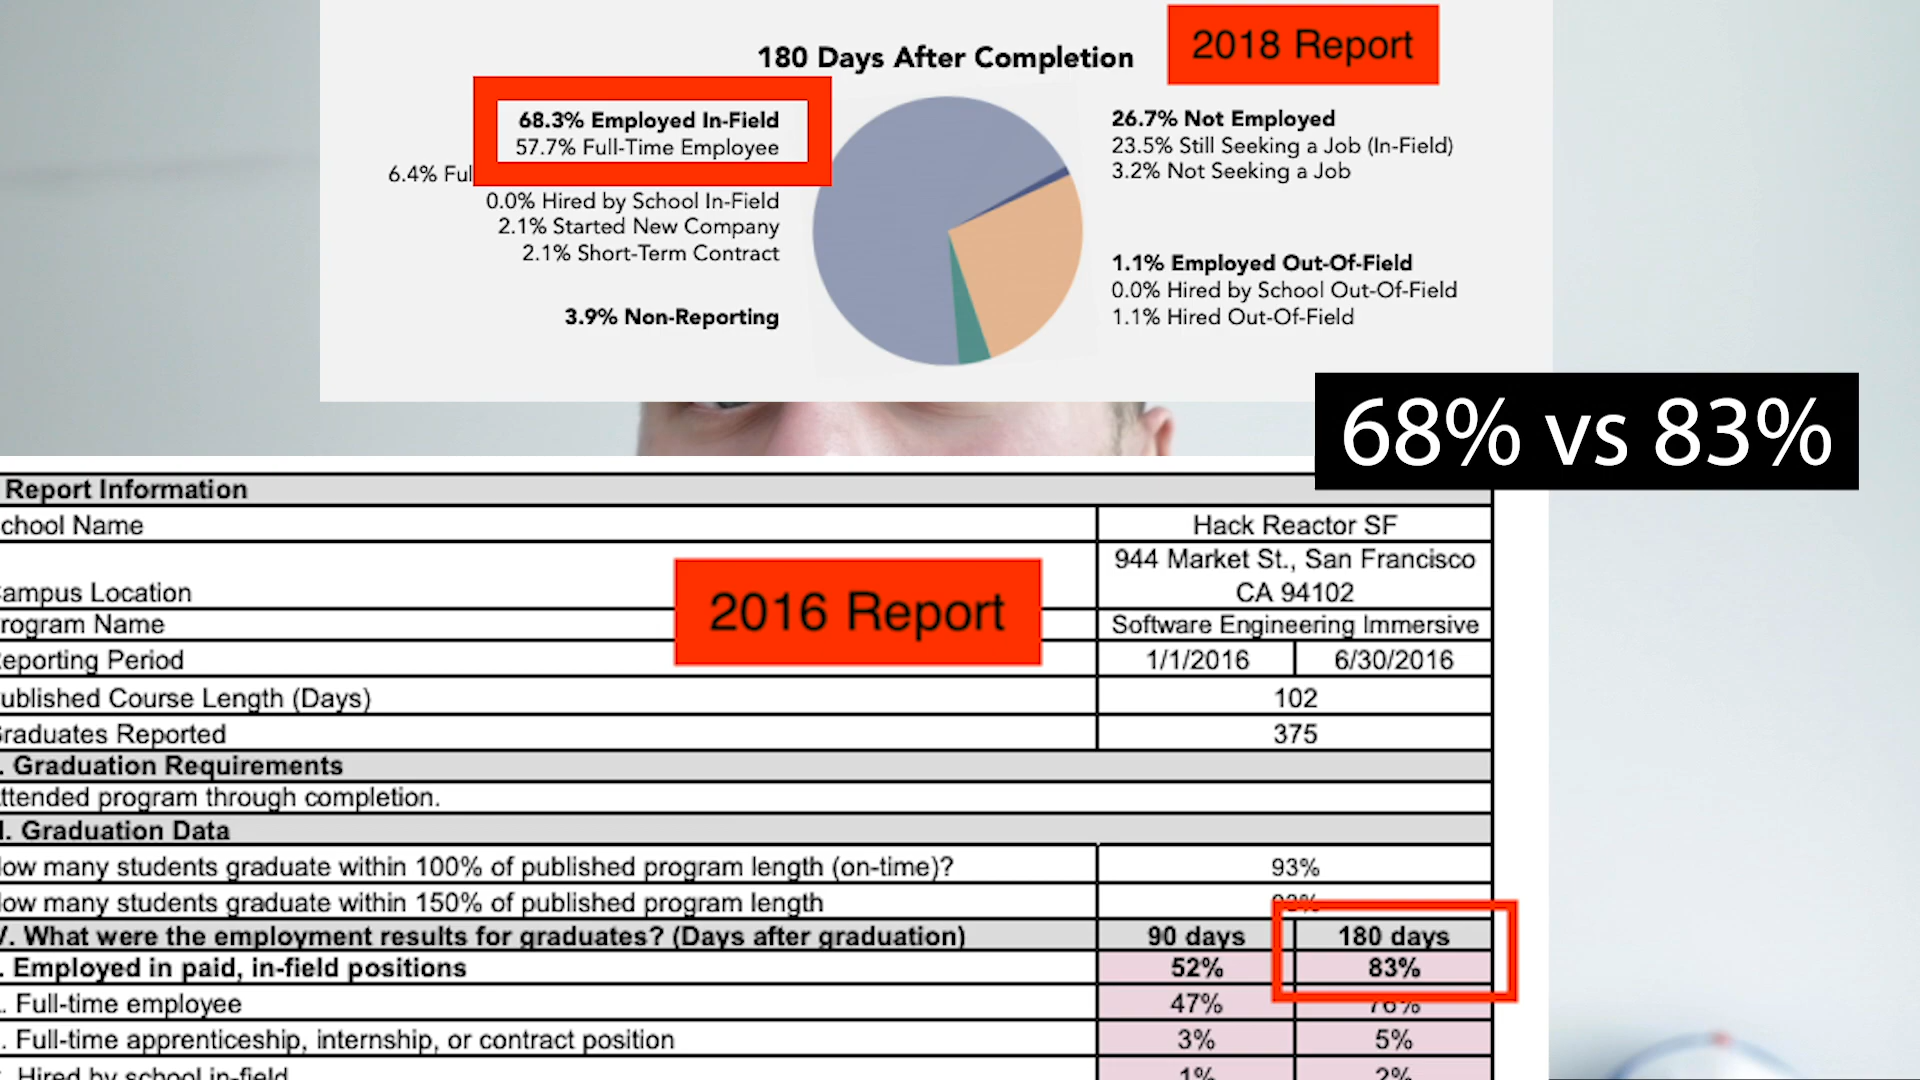 180 Days After Completion
2018 Report
68.3% Employed In-Field
57.7% Full-Time Employee
6.4% Ful
0.0% Hired by School In-Field
2.1% Started New Company
2.1% Short-Term Contract
3.9% Non-Reporting
26.7% Not Employed
23.5% Still Seeking a Job (In-Field)
3.2% Not Seeking a Job
1.1% Employed Out-Of-Field
0.0% Hired by School Out-Of-Field
1.1% Hired Out-Of-Field
68% vs 83%
Report Information
chool Name Hack Reactor SF
944 Market St., San Francisco
ampus Location CA 94102
2016 Report
rogram Name Software Engineering Immersive
eporting Period 1/1/2016 6/30/2016
ublished Course Length (Days) 102
raduates Reported 375
. Graduation Requirements
ttended program through completion.
I. Graduation Data
ow many students graduate within 100% of published program length (on-time)? 93%
ow many students graduate within 150% of published program length
. What were the employment results for graduates? (Days after graduation) 90 days 180 days
. Employed in paid, in-field positions 52% 83%
. Full-time employee 47% 76%
. Full-time apprenticeship, internship, or contract position 3% 5%
Hired by school in-field 1% 2%